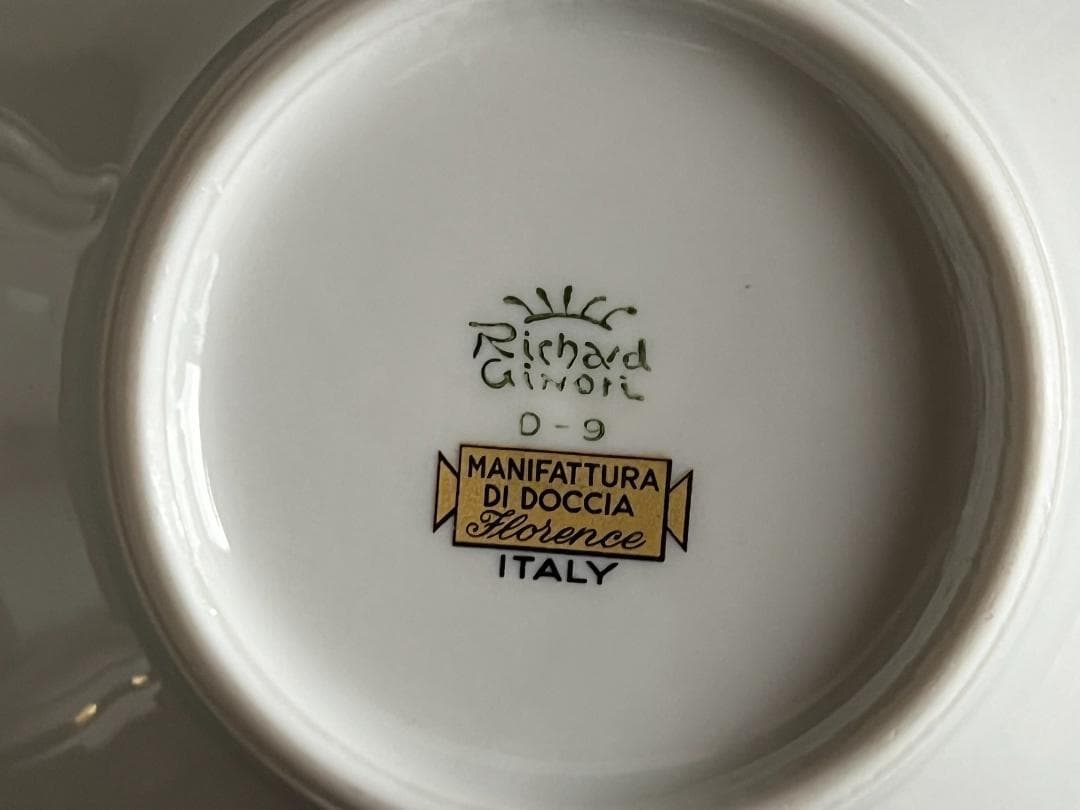 Richard
Ginori
D-9
MANIFATTURA
DI DOCCIA
Florence
ITALY